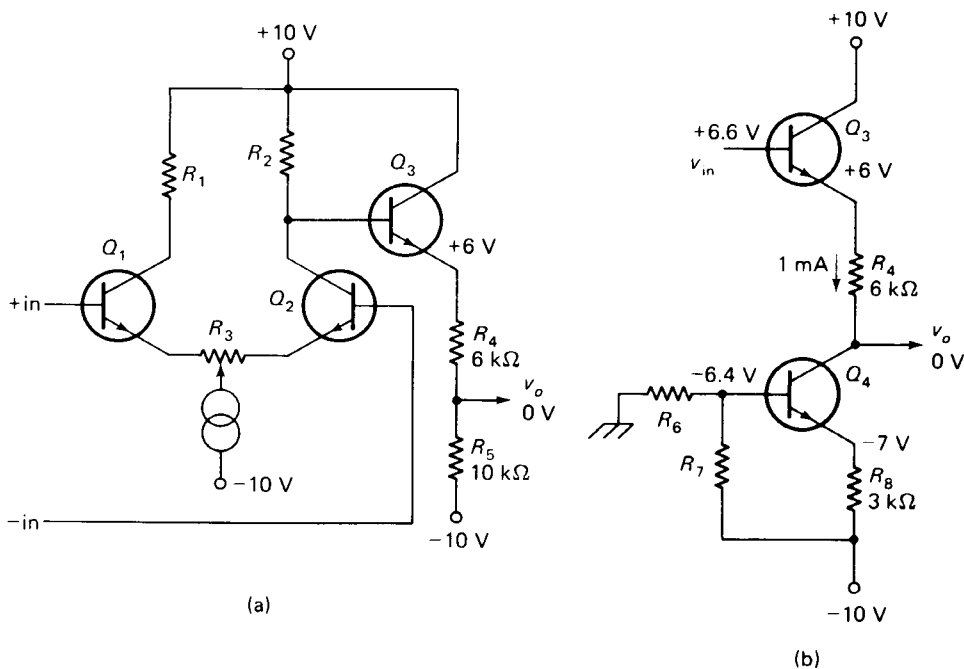 +10 V
R1
R2
Q3
+6 V
Q1
Q2
+in
R3
R4
6 kΩ
vo
0 V
R5
10 kΩ
−10 V
−in
−10 V
(a)
+10 V
+6.6 V
Q3
vin
+6 V
1 mA
R4
6 kΩ
vo
0 V
−6.4 V
Q4
R6
−7 V
R7
R8
3 kΩ
−10 V
(b)